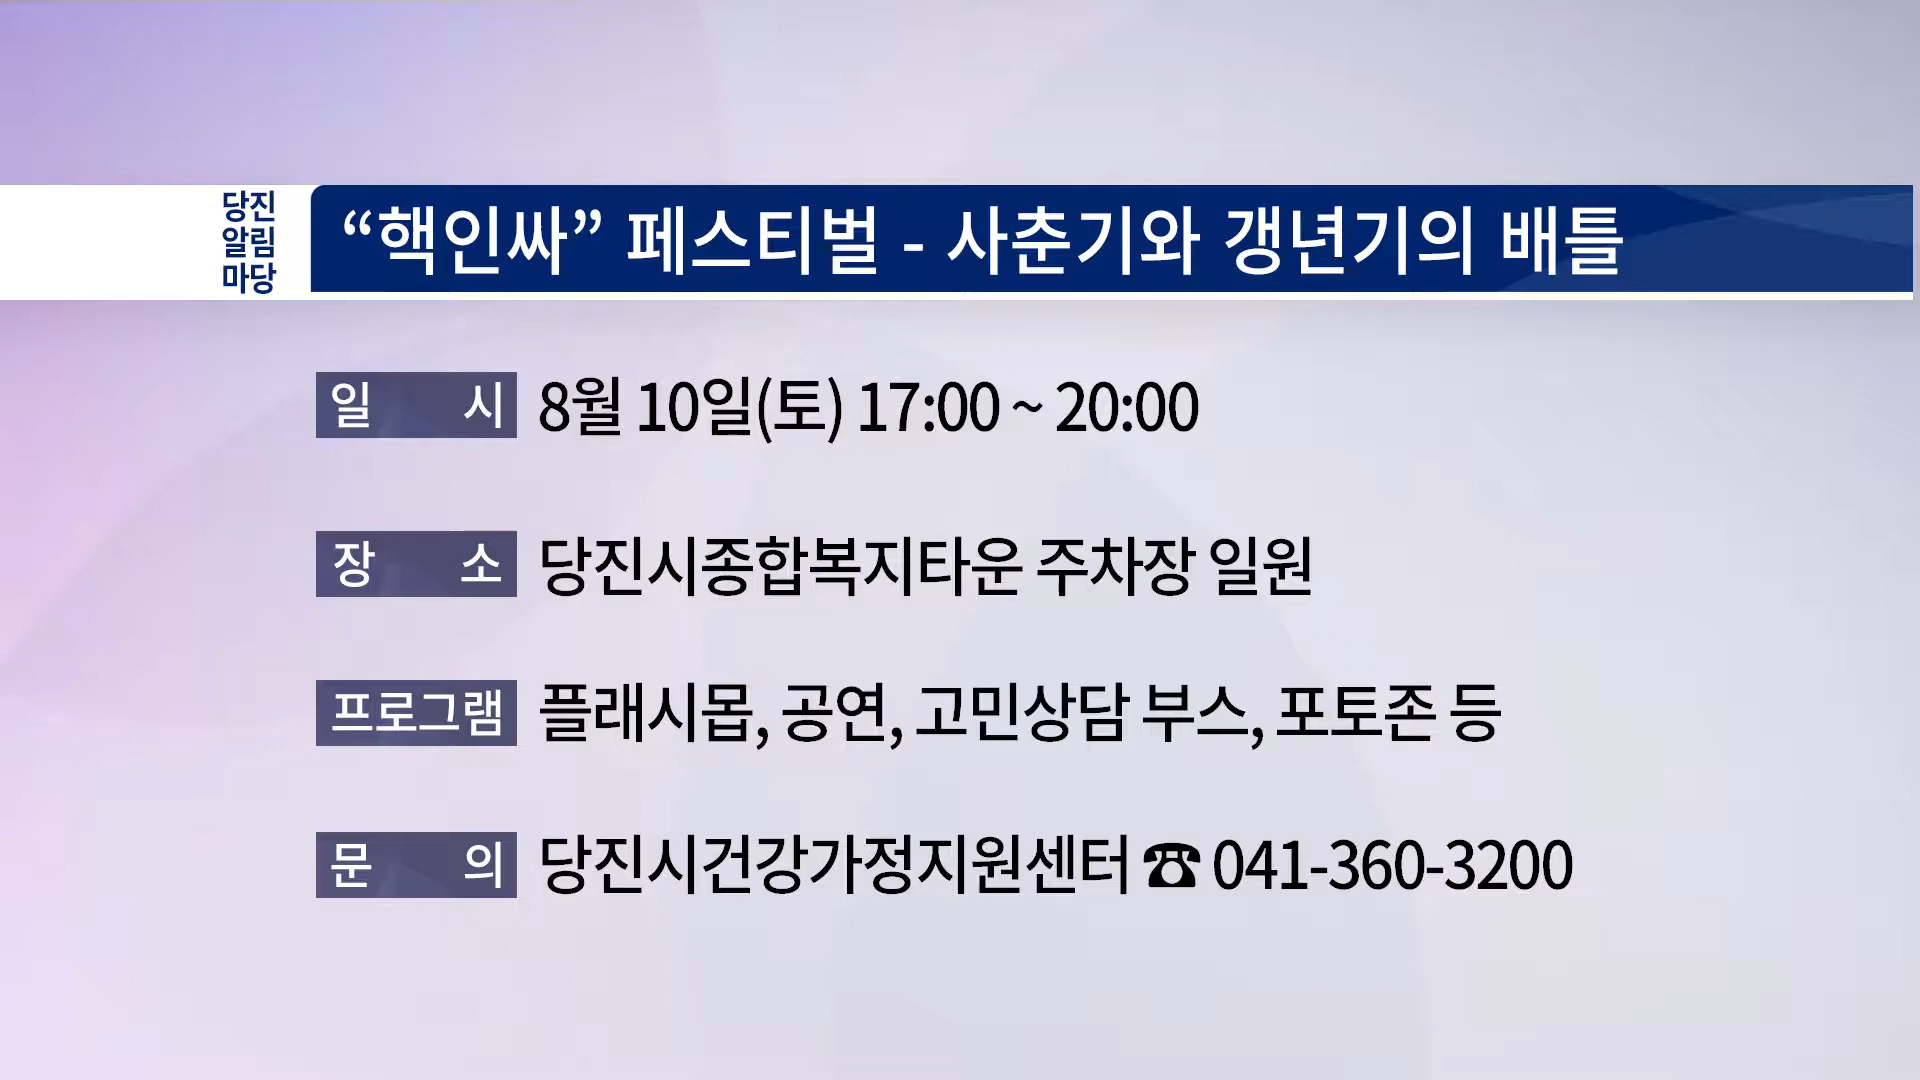 당진
알림
마당
“핵인싸” 페스티벌 - 사춘기와 갱년기의 배틀
일 시 8월 10일(토) 17:00 ~ 20:00
장 소 당진시종합복지타운 주차장 일원
프로그램 플래시몹, 공연, 고민상담 부스, 포토존 등
문 의 당진시건강가정지원센터 ☎ 041-360-3200